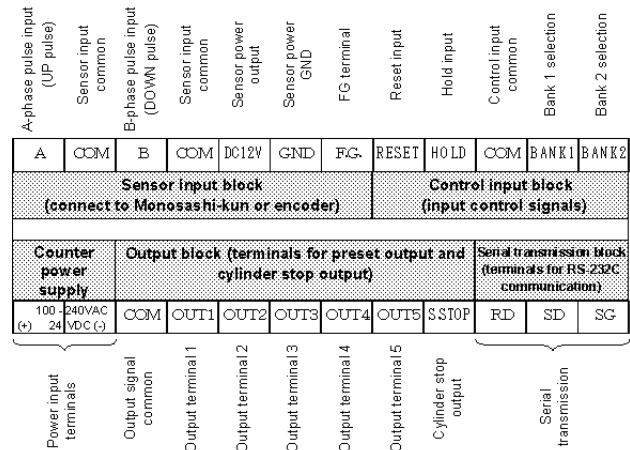 A-phase pulse input
(UP pulse)
Sensor input
common
B-phase pulse input
(DOWN pulse)
Sensor input
common
Sensor power
output
Sensor power
GND
FG terminal
Reset input
Hold input
Control input
common
Bank 1 selection
Bank 2 selection
A COM B COM DC12V GND F.G. RESET HOLD COM BANK1 BANK2
Sensor input block
(connect to Monosashi-kun or encoder)
Control input block
(input control signals)
Counter
power
supply
Output block (terminals for preset output and
cylinder stop output)
Serial transmission block
(terminals for RS-232C
communication)
100 - 240VAC
(+) 24 VDC (-)
COM OUT1 OUT2 OUT3 OUT4 OUT5 S.STOP RD SD SG
Power input
terminals
Output signal
common
Output terminal 1
Output terminal 2
Output terminal 3
Output terminal 4
Output terminal 5
Cylinder stop
output
Serial
transmission